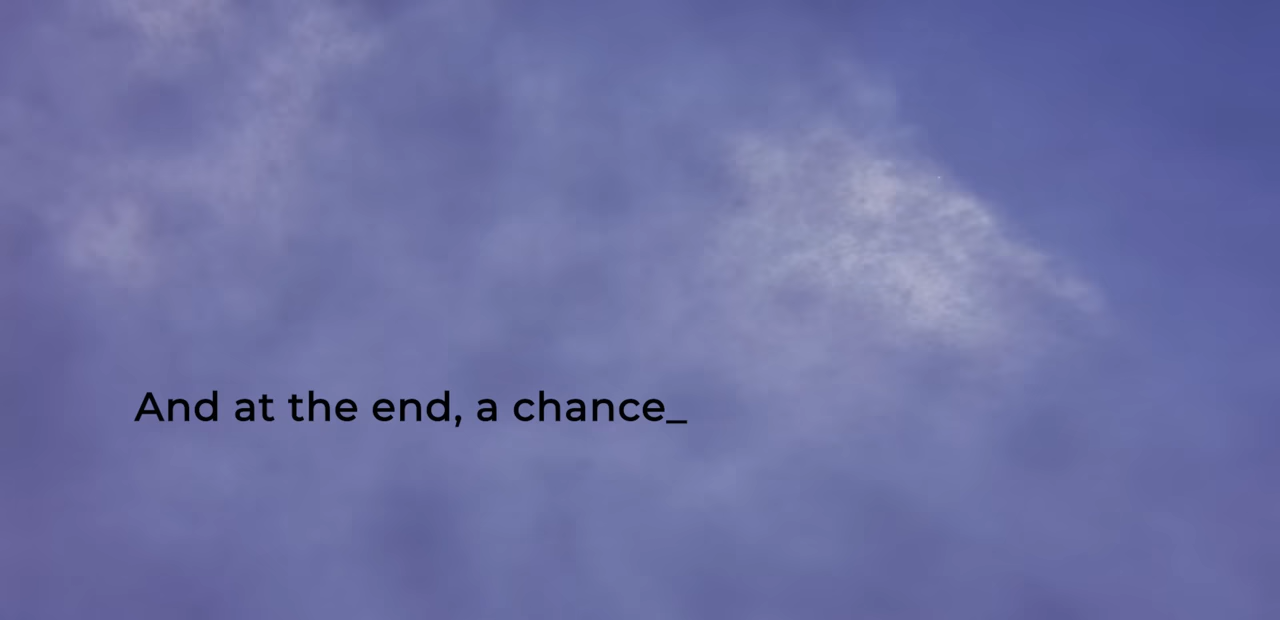 And at the end, a chance_